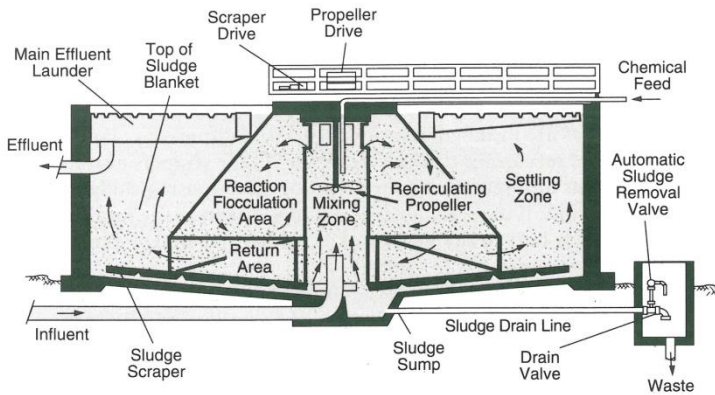 Scraper
Drive
Propeller
Drive
Top of
Sludge
Blanket
Main Effluent
Launder
Chemical
Feed
Effluent
Automatic
Sludge
Removal
Valve
Reaction
Flocculation
Area
Mixing
Zone
Recirculating
Propeller
Settling
Zone
Return
Area
Influent
Sludge
Scraper
Sludge
Sump
Sludge Drain Line
Drain
Valve
Waste